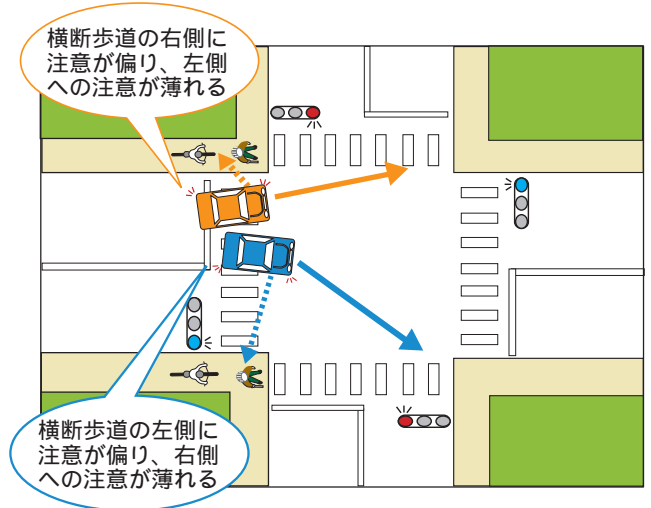 横断歩道の右側に
注意が偏り、左側
への注意が薄れる
横断歩道の左側に
注意が偏り、右側
への注意が薄れる